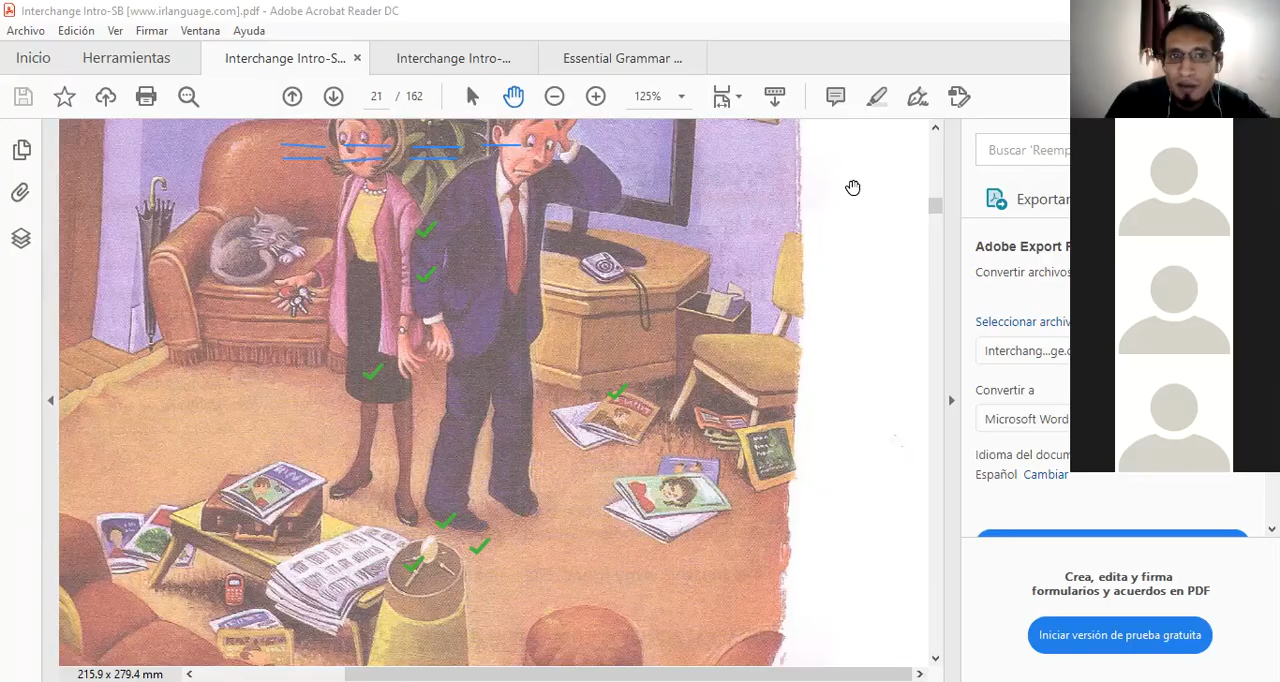 Interchange Intro-SB [www.irlanguage.com].pdf - Adobe Acrobat Reader DC
Archivo Edición Ver Firmar Ventana Ayuda
Inicio Herramientas Interchange Intro-S... × Interchange Intro-... Essential Grammar ...
21 / 162 125%
Buscar 'Reemp
Exportar
Adobe Export P
Convertir archivos
Seleccionar archiv
Interchang...ge.c
Convertir a
Microsoft Word
Idioma del docum
Español Cambiar
Crea, edita y firma
formularios y acuerdos en PDF
Iniciar versión de prueba gratuita
215.9 x 279.4 mm